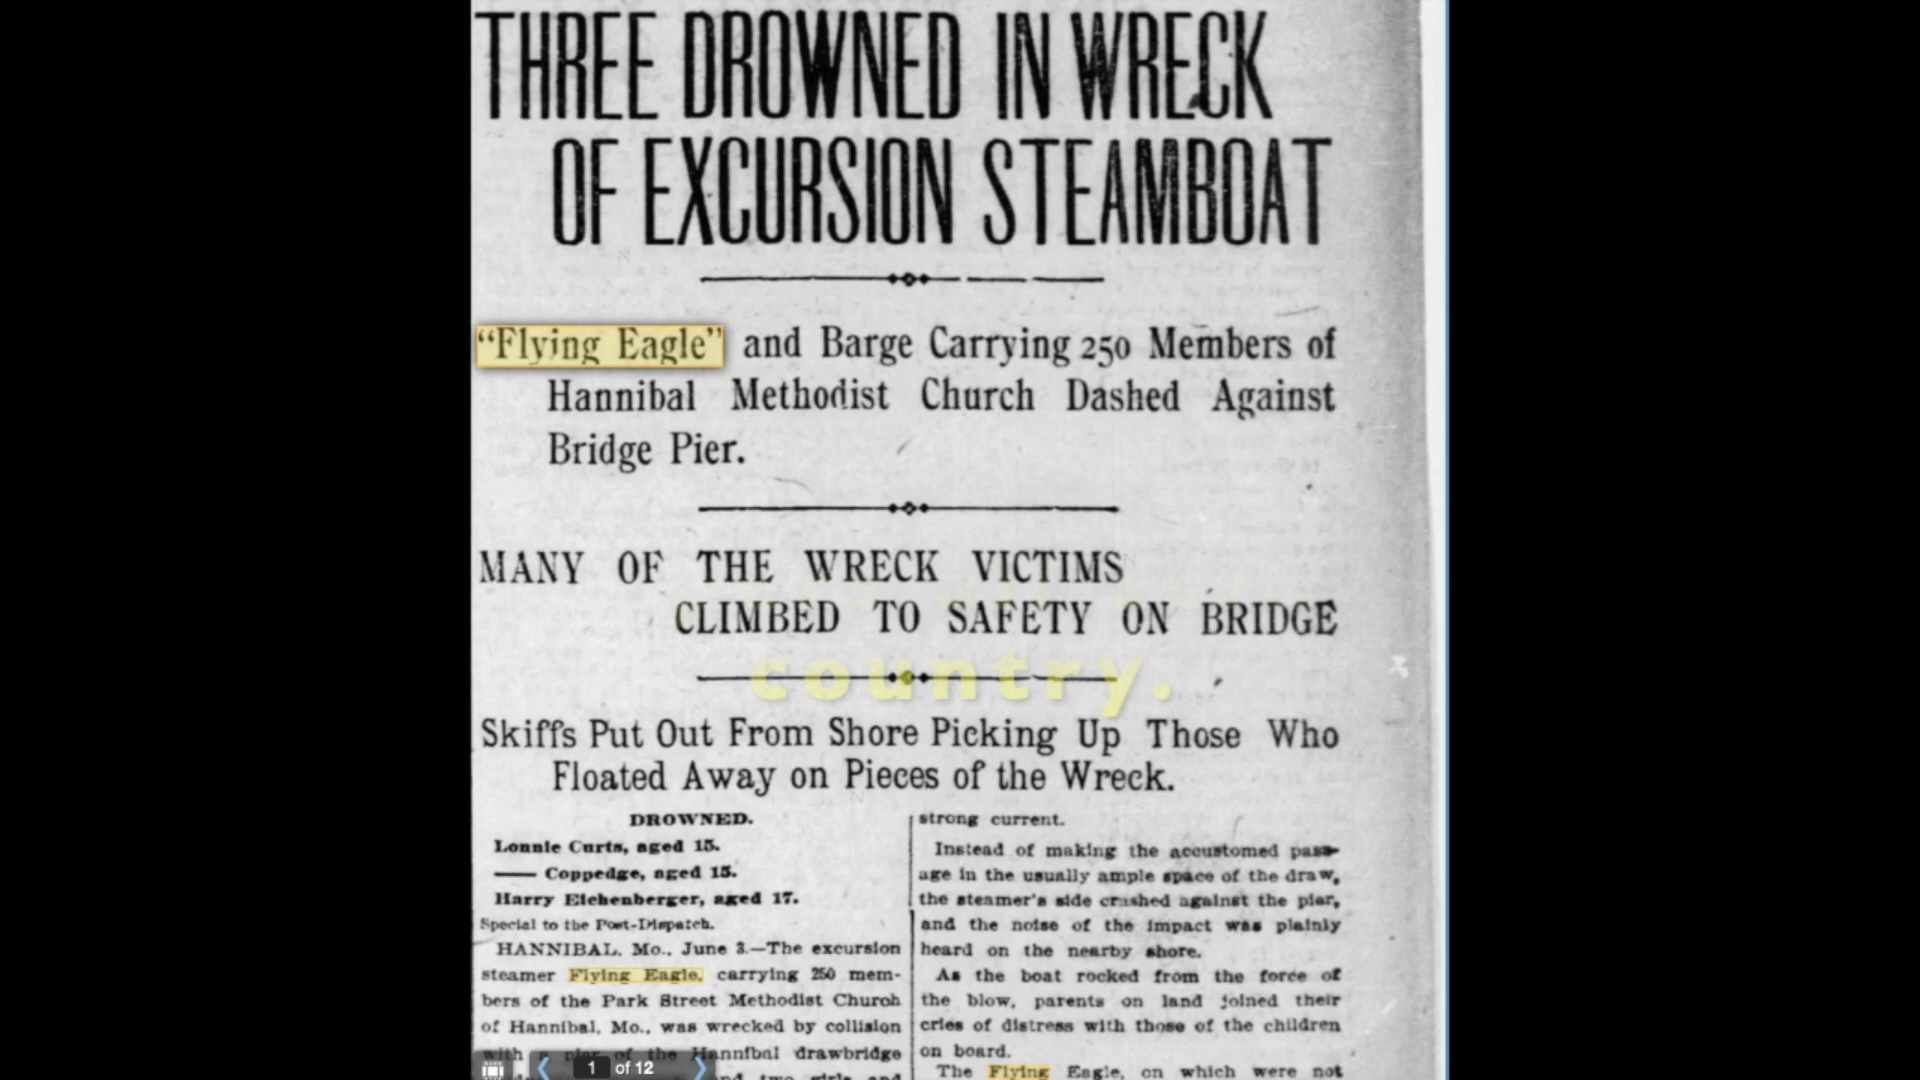 THREE DROWNED IN WRECK
OF EXCURSION STEAMBOAT
“Flying Eagle” and Barge Carrying 250 Members of
Hannibal Methodist Church Dashed Against
Bridge Pier.
MANY OF THE WRECK VICTIMS
CLIMBED TO SAFETY ON BRIDGE
country.
Skiffs Put Out From Shore Picking Up Those Who
Floated Away on Pieces of the Wreck.
DROWNED.
Lonnie Curts, aged 15.
—— Coppedge, aged 15.
Harry Eichenberger, aged 17.
Special to the Post-Dispatch.
HANNIBAL, Mo., June 3.—The excursion
steamer Flying Eagle, carrying 250 mem-
bers of the Park Street Methodist Church
of Hannibal, Mo., was wrecked by collision
with a pier of the Hannibal drawbridge
and two girls and
strong current.
Instead of making the accustomed pass-
age in the usually ample space of the draw,
the steamer's side crashed against the pier,
and the noise of the impact was plainly
heard on the nearby shore.
As the boat rocked from the force of
the blow, parents on land joined their
cries of distress with those of the children
on board.
The Flying Eagle, on which were not
1 of 12